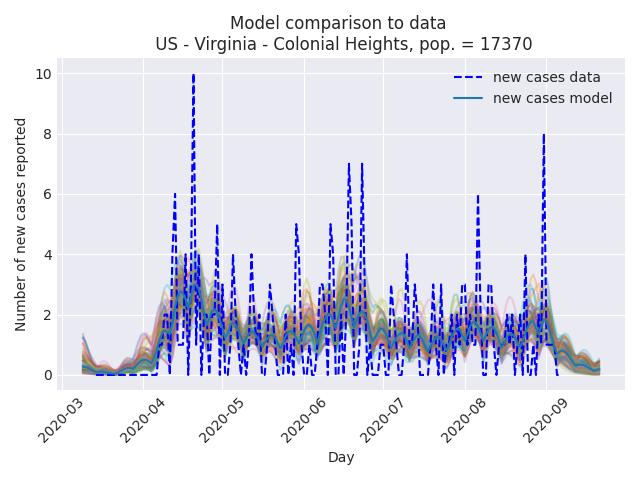 Model comparison to data
US - Virginia - Colonial Heights, pop. = 17370
new cases data
new cases model
Number of new cases reported
10
8
6
4
2
0
2020-03
2020-04
2020-05
2020-06
2020-07
2020-08
2020-09
Day